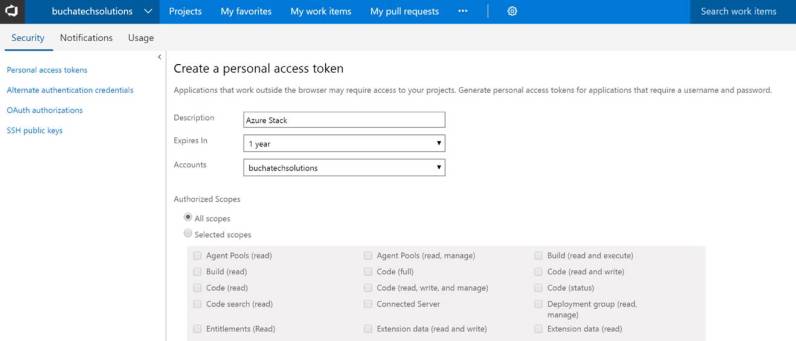 buchatechsolutions Projects My favorites My work items My pull requests ••• Search work items
Security Notifications Usage
Personal access tokens
Alternate authentication credentials
OAuth authorizations
SSH public keys
Create a personal access token
Applications that work outside the browser may require access to your projects. Generate personal access tokens for applications that require a username and password.
Description Azure Stack
Expires In 1 year
Accounts buchatechsolutions
Authorized Scopes
All scopes
Selected scopes
Agent Pools (read) Agent Pools (read, manage) Build (read and execute)
Build (read) Code (full) Code (read and write)
Code (read) Code (read, write, and manage) Code (status)
Code search (read) Connected Server Deployment group (read,
manage)
Entitlements (Read) Extension data (read and write) Extension data (read)